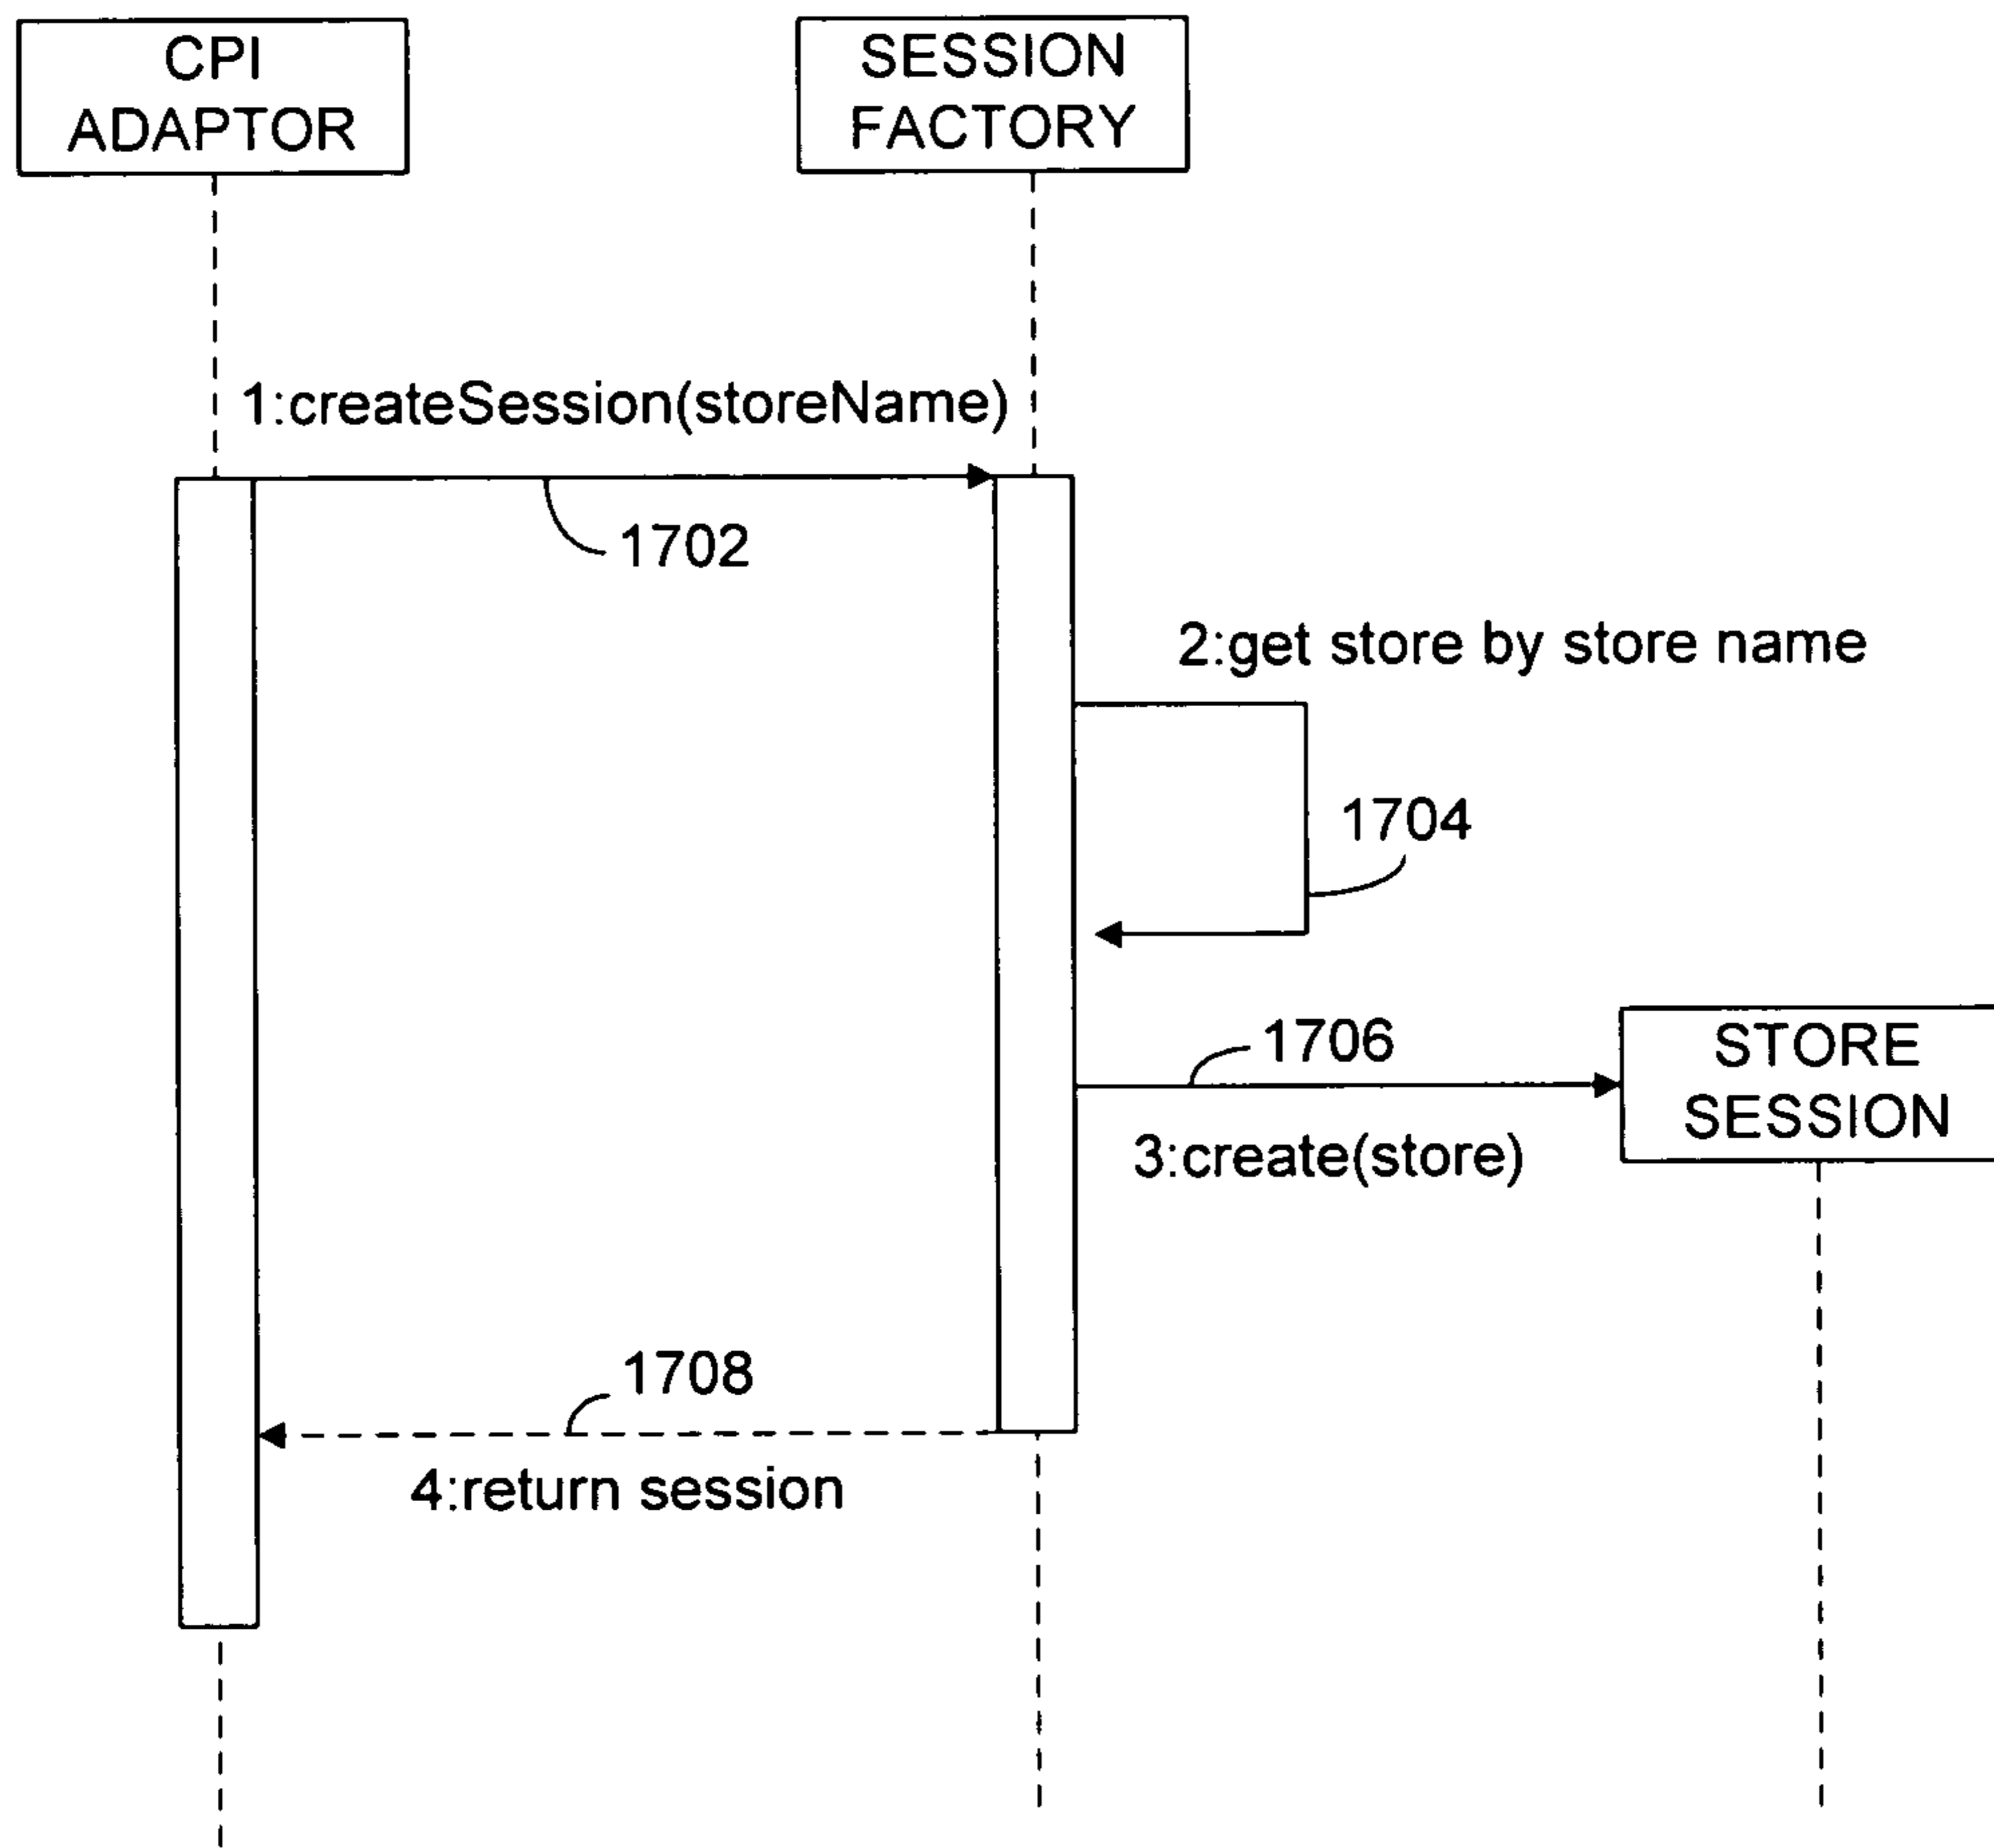 CPI
ADAPTOR
SESSION
FACTORY
1:createSession(storeName)
1702
2:get store by store name
1704
1706
STORE
SESSION
3:create(store)
1708
4:return session